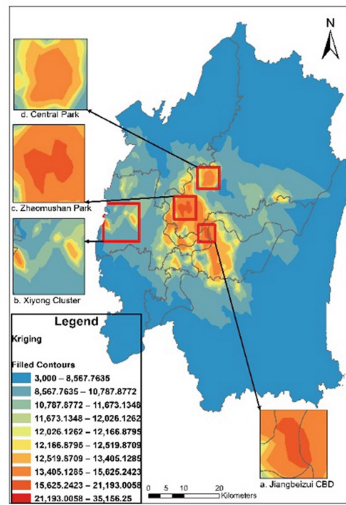 N
d. Central Park
c. Zhaomushan Park
b. Xiyong Cluster
Legend
Kriging
Filled Contours
3,000 – 8,567.7635
8,567.7635 – 10,787.8772
10,787.8772 – 11,673.1348
11,673.1348 – 12,026.1262
12,026.1262 – 12,166.8795
12,166.8795 – 12,519.8709
12,519.8709 – 13,405.1285
13,405.1285 – 15,625.2423
15,625.2423 – 21,193.0058
21,193.0058 – 35,156.25
a. Jiangbeizui CBD
0 5 10 20
Kilometers